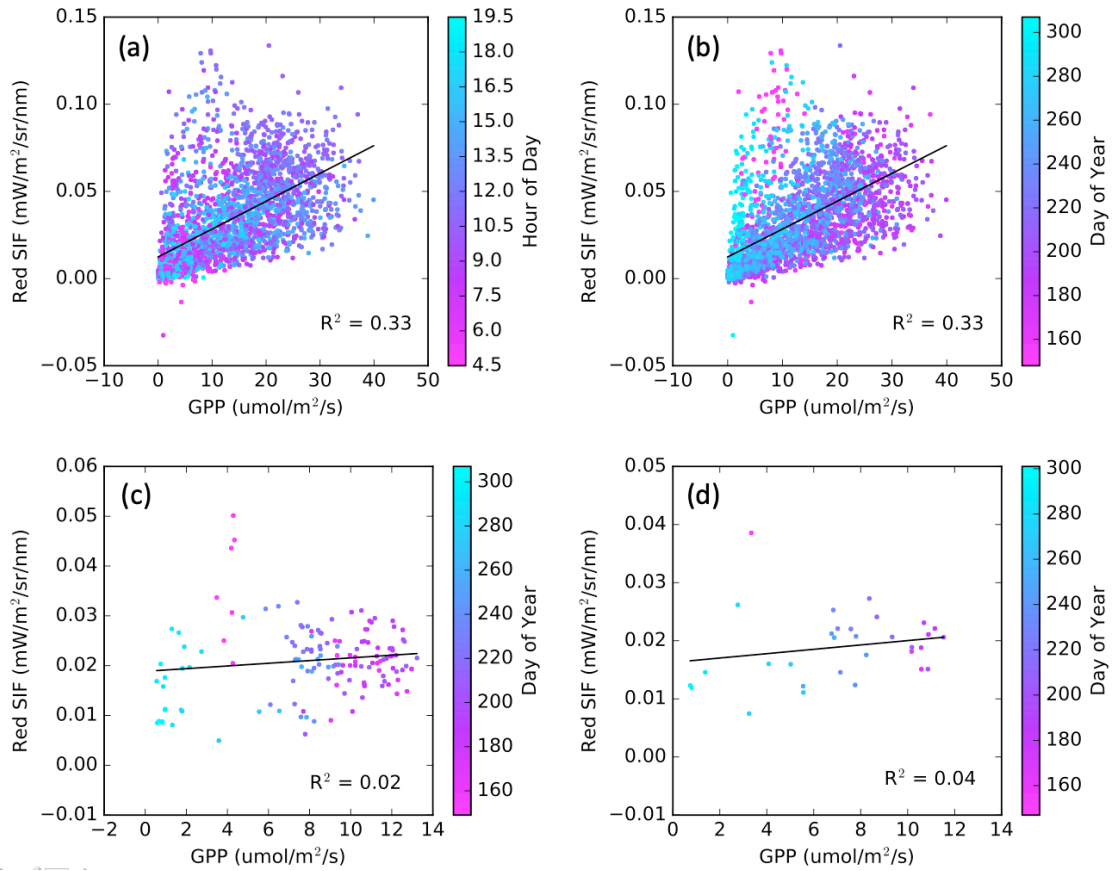 (a)
0.15
0.10
0.05
0.00
−0.05
Red SIF (mW/m²/sr/nm)
R² = 0.33
−10 0 10 20 30 40 50
GPP (umol/m²/s)
19.5
18.0
16.5
15.0
13.5
12.0
10.5
9.0
7.5
6.0
4.5
Hour of Day
(b)
0.15
0.10
0.05
0.00
−0.05
Red SIF (mW/m²/sr/nm)
R² = 0.33
−10 0 10 20 30 40 50
GPP (umol/m²/s)
300
280
260
240
220
200
180
160
Day of Year
(c)
0.06
0.05
0.04
0.03
0.02
0.01
0.00
−0.01
Red SIF (mW/m²/sr/nm)
R² = 0.02
−2 0 2 4 6 8 10 12 14
GPP (umol/m²/s)
300
280
260
240
220
200
180
160
Day of Year
(d)
0.05
0.04
0.03
0.02
0.01
0.00
−0.01
Red SIF (mW/m²/sr/nm)
R² = 0.04
0 2 4 6 8 10 12 14
GPP (umol/m²/s)
300
280
260
240
220
200
180
160
Day of Year